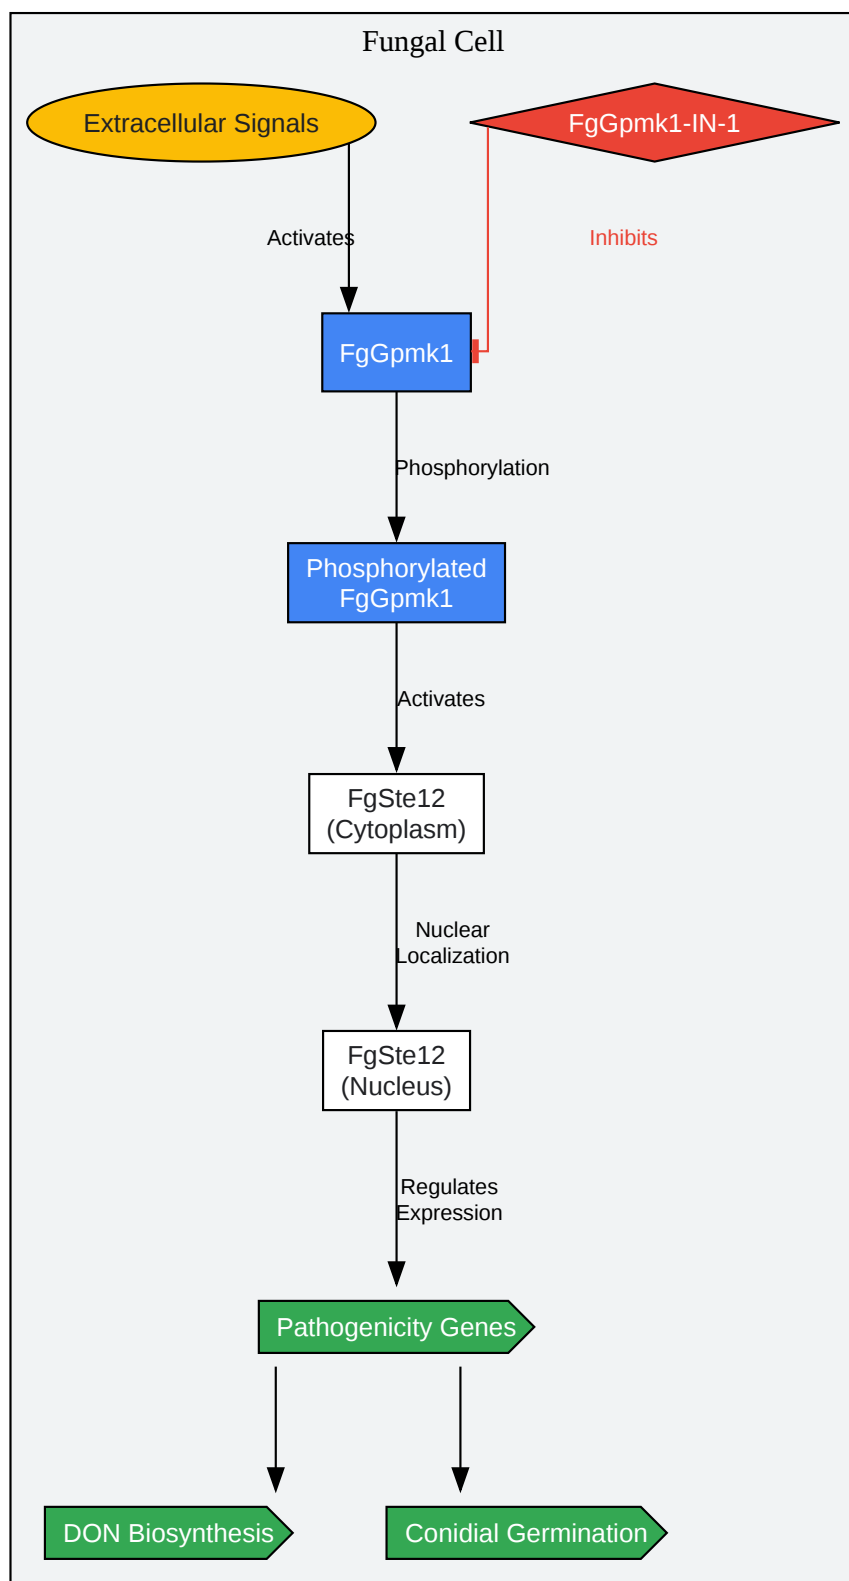 Fungal Cell
Extracellular Signals
FgGpmk1-IN-1
Activates
Inhibits
FgGpmk1
Phosphorylation
Phosphorylated
FgGpmk1
Activates
FgSte12
(Cytoplasm)
Nuclear
Localization
FgSte12
(Nucleus)
Regulates
Expression
Pathogenicity Genes
DON Biosynthesis
Conidial Germination